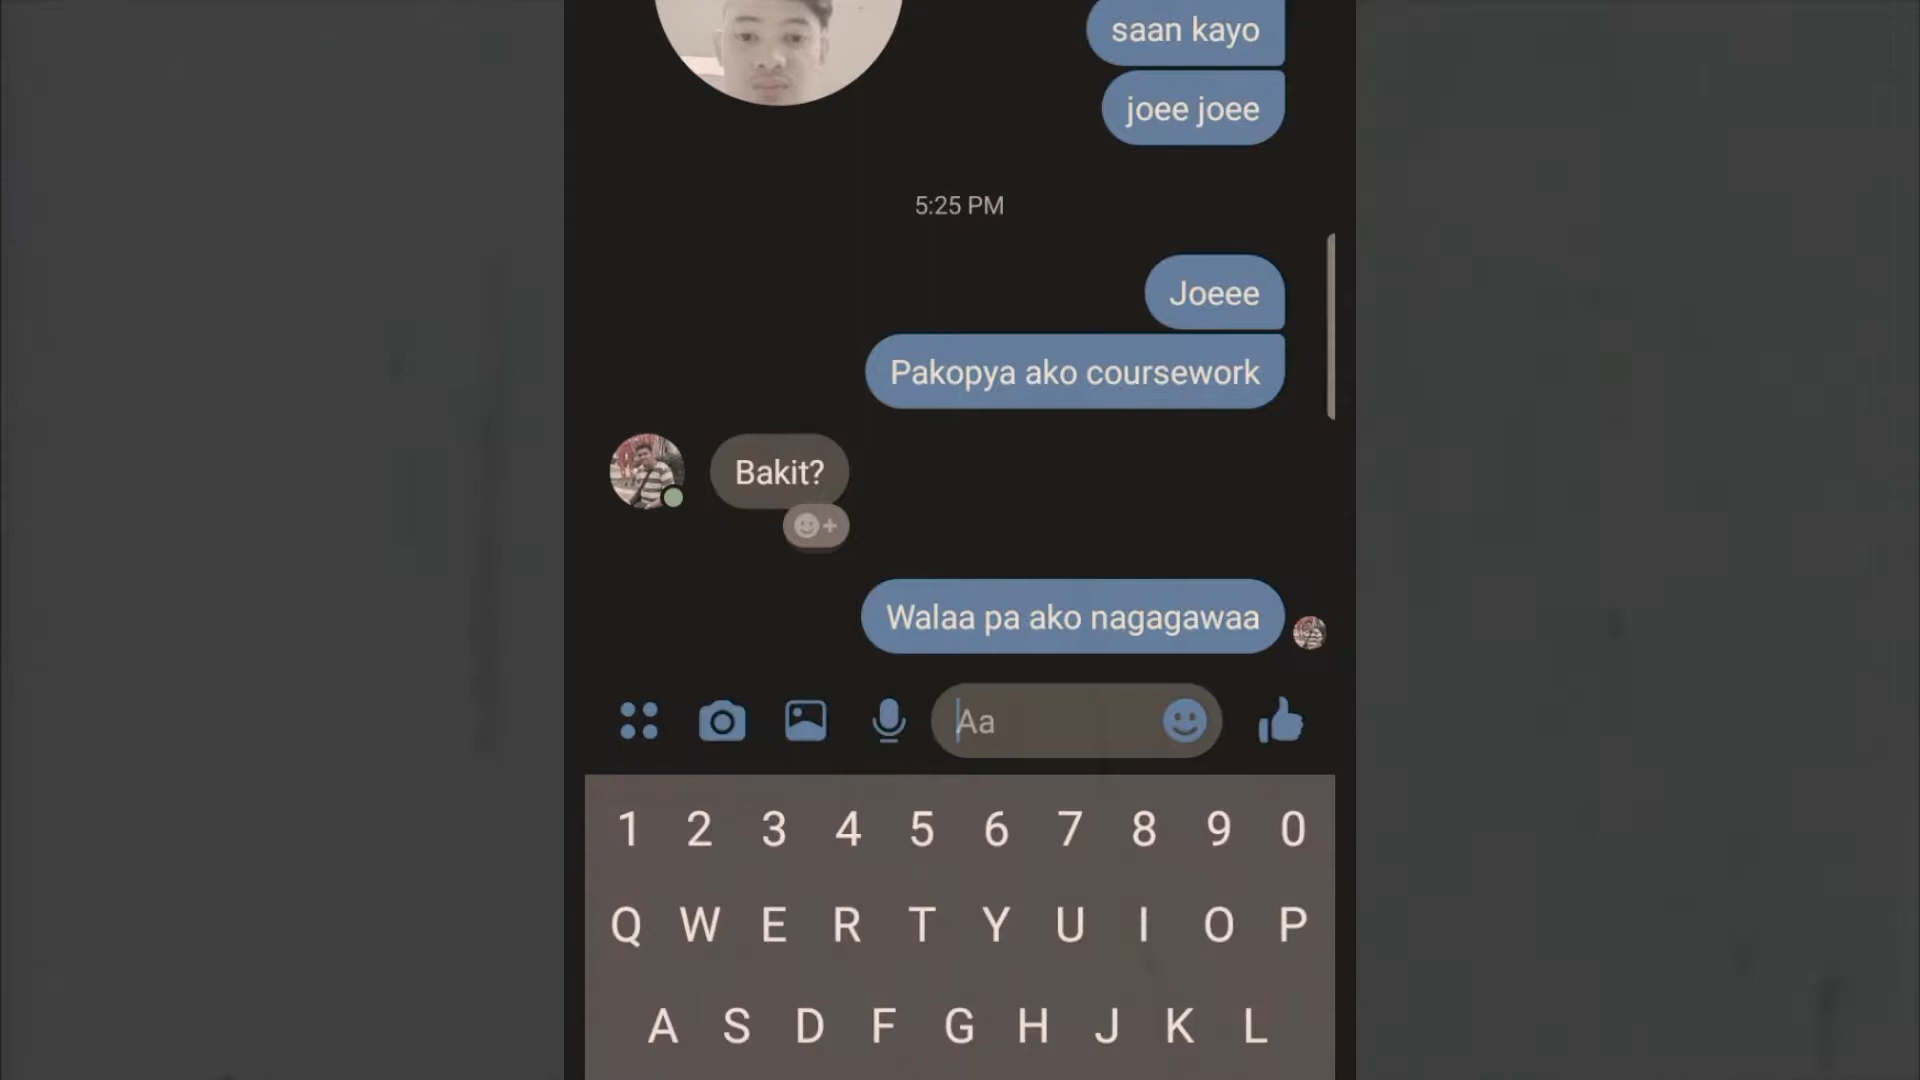 saan kayo
joee joee
5:25 PM
Joeee
Pakopya ako coursework
Bakit?
Walaa pa ako nagagawaa
Aa
1 2 3 4 5 6 7 8 9 0
Q W E R T Y U I O P
A S D F G H J K L